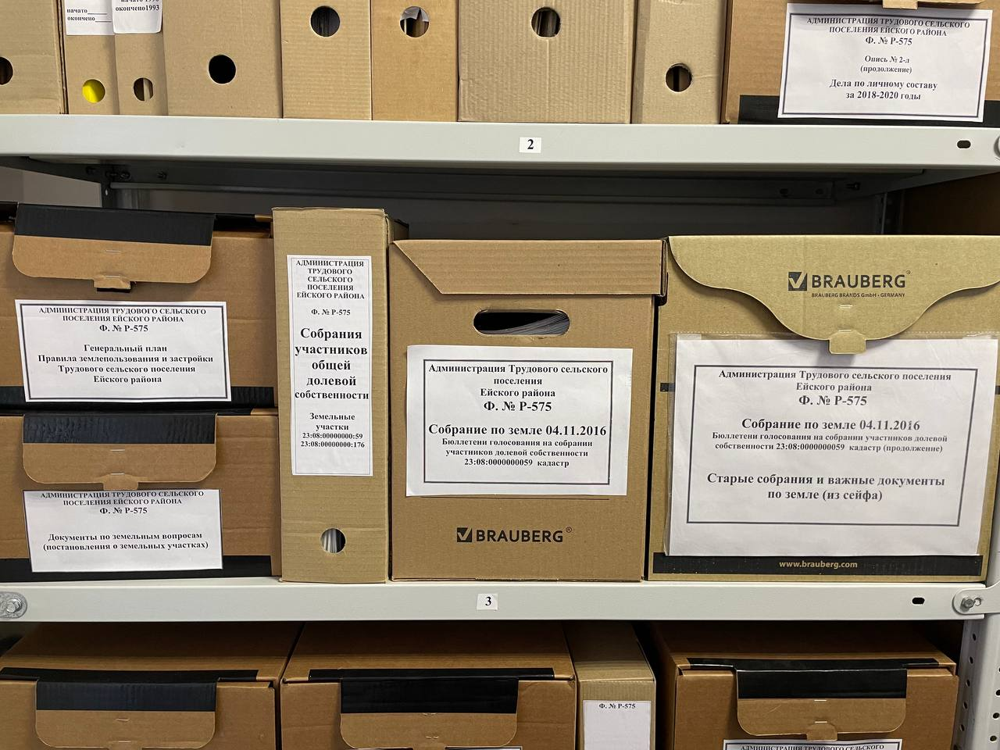 начато
окончено
окончено1993
АДМИНИСТРАЦИЯ ТРУДОВОГО СЕЛЬСКОГО
ПОСЕЛЕНИЯ ЕЙСКОГО РАЙОНА
Ф. № Р-575
Опись № 2-л
(продолжение)
Дела по личному составу
за 2018-2020 годы
2
АДМИНИСТРАЦИЯ ТРУДОВОГО СЕЛЬСКОГО
ПОСЕЛЕНИЯ ЕЙСКОГО РАЙОНА
Ф. № Р-575
Генеральный план
Правила землепользования и застройки
Трудового сельского поселения
Ейского района
АДМИНИСТРАЦИЯ ТРУДОВОГО СЕЛЬСКОГО
ПОСЕЛЕНИЯ ЕЙСКОГО РАЙОНА
Ф. № Р-575
Документы по земельным вопросам
(постановления о земельных участках)
АДМИНИСТРАЦИЯ
ТРУДОВОГО
СЕЛЬСКОГО
ПОСЕЛЕНИЯ
ЕЙСКОГО РАЙОНА
Ф. № Р-575
Собрания
участников
общей
долевой
собственности
Земельные
участки
23:08:00000000:59
23:08:00000000:176
Администрация Трудового сельского
поселения
Ейского района
Ф. № Р-575
Собрание по земле 04.11.2016
Бюллетени голосования на собрании
участников долевой собственности
23:08:0000000059 кадастр
BRAUBERG®
BRAUBERG®
BRAUBERG BRANDS GmbH - GERMANY
Администрация Трудового сельского поселения
Ейского района
Ф. № Р-575
Собрание по земле 04.11.2016
Бюллетени голосования на собрании участников долевой
собственности 23:08:0000000059 кадастр (продолжение)
Старые собрания и важные документы
по земле (из сейфа)
www.brauberg.com
3
Ф. № Р-575
АДМИНИСТРАЦИЯ ТРУДОВОГО СЕЛЬСКОГО